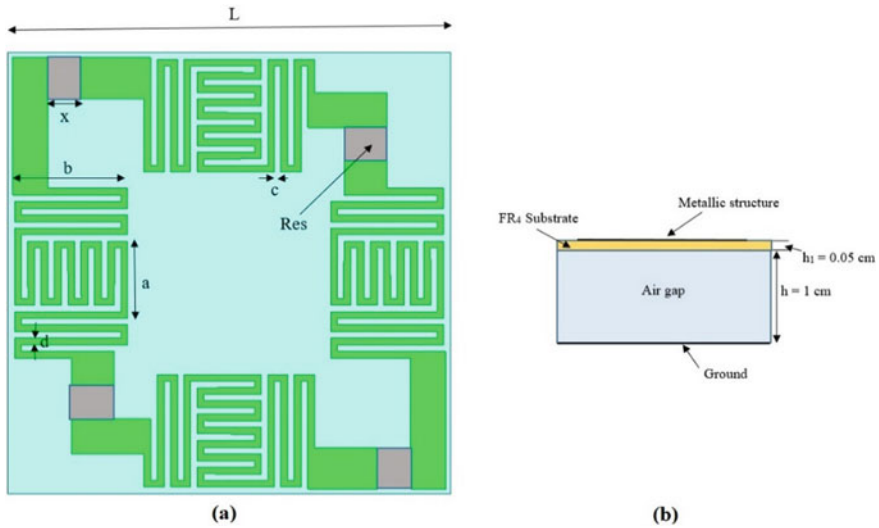 L
x
b
c
Res
a
d
(a)
Metallic structure
FR₄ Substrate
h₁ = 0.05 cm
Air gap
h = 1 cm
Ground
(b)